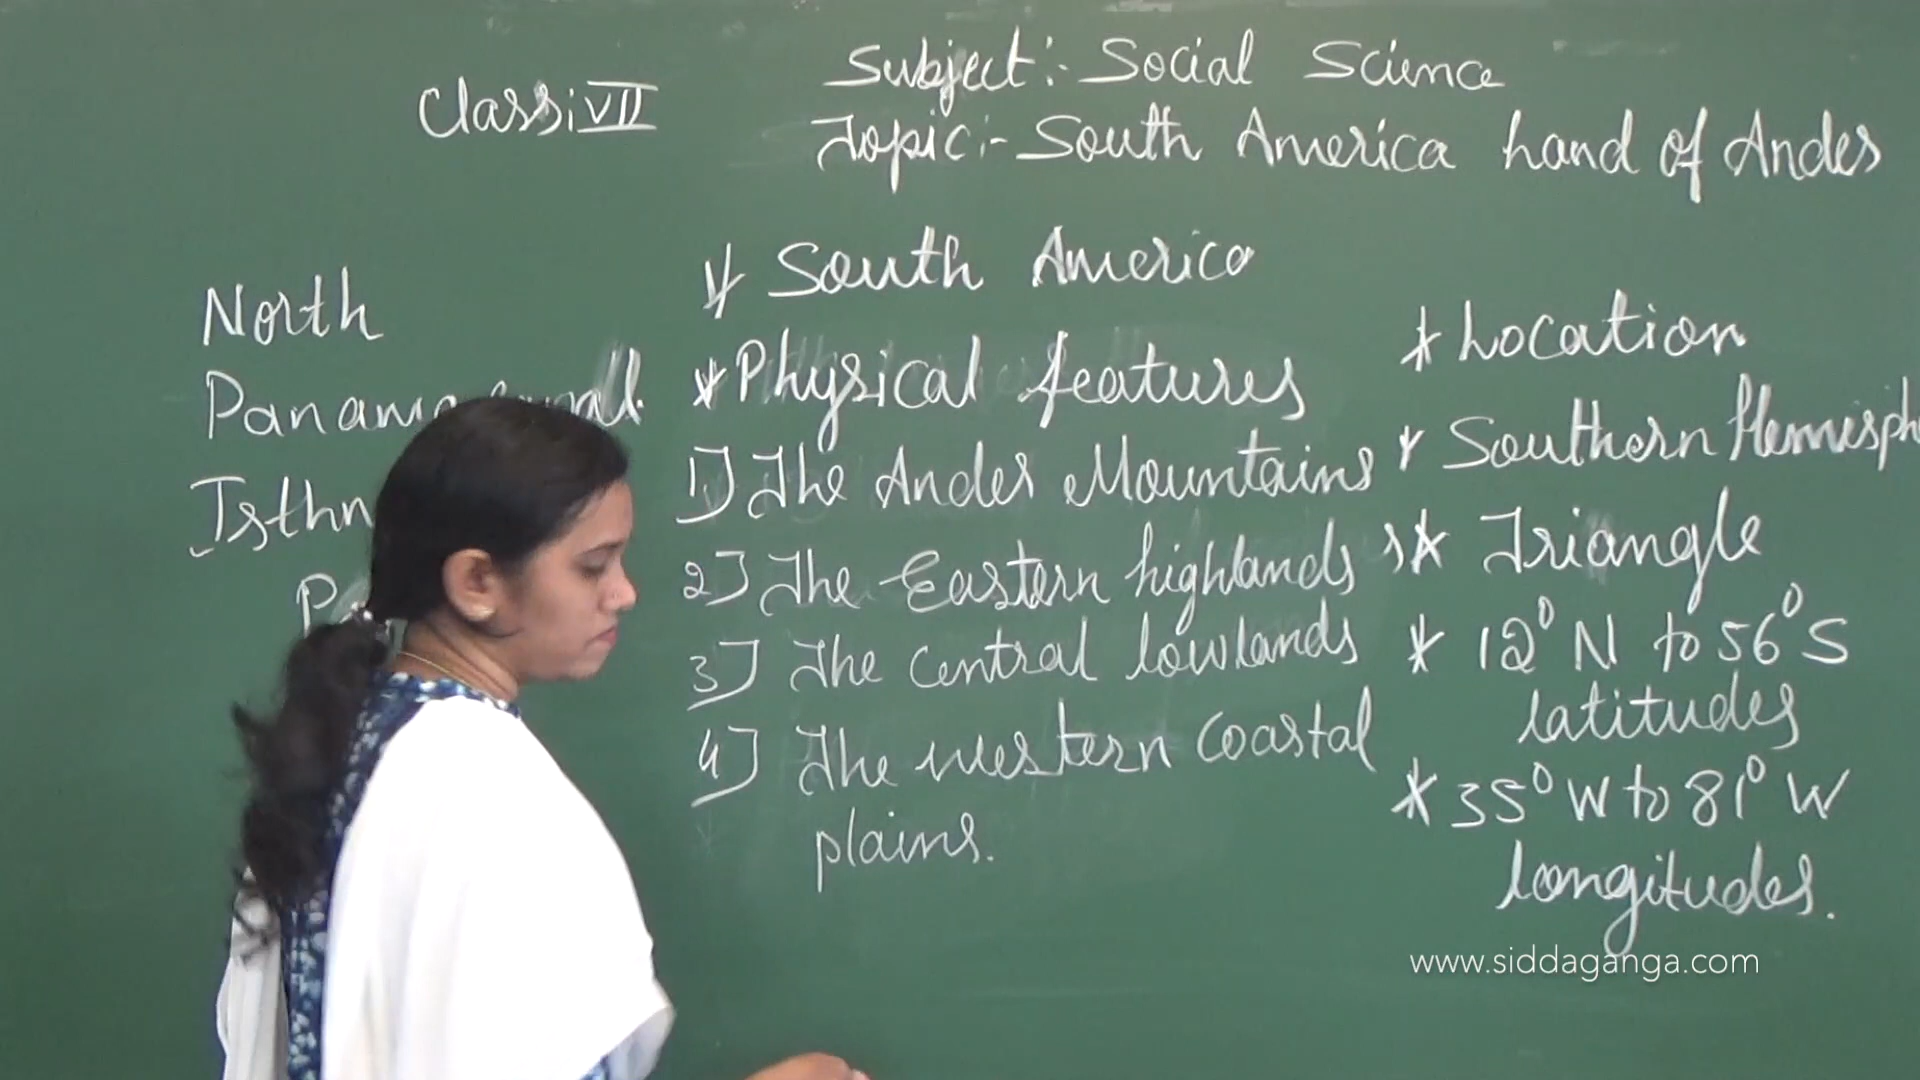 Class: VII
Subject:- Social Science
Topic:- South America Land of Andes
North
Isthm
* South America
* Physical features
1] The Andes Mountains
2] The Eastern highlands
3] The central lowlands
4] The western coastal
plains.
* Location
* Southern Hemisph
* Triangle
* 12° N to 56° S
latitudes
* 35° W to 81° W
longitudes.
www.siddaganga.com